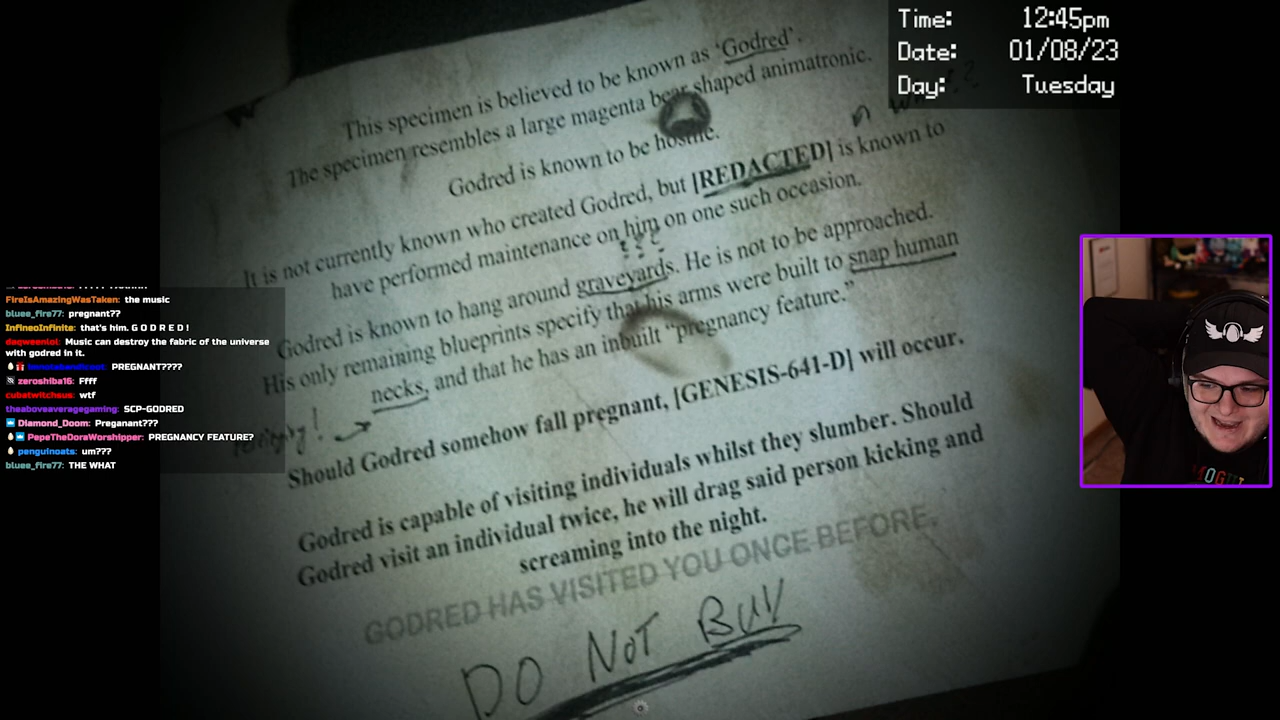 Time: 12:45pm
Date: 01/08/23
Day: Tuesday
This specimen is believed to be known as ‘Godred’.
The specimen resembles a large magenta bear shaped animatronic.
Godred is known to be hostile.
It is not currently known who created Godred, but [REDACTED] is known to
have performed maintenance on him on one such occasion.
???
Godred is known to hang around graveyards. He is not to be approached.
His only remaining blueprints specify that his arms were built to snap human
necks, and that he has an inbuilt “pregnancy feature.”
Should Godred somehow fall pregnant, [GENESIS-641-D] will occur.
Godred is capable of visiting individuals whilst they slumber. Should
Godred visit an individual twice, he will drag said person kicking and
screaming into the night.
GODRED HAS VISITED YOU ONCE BEFORE.
DO NOT BUY
FireIsAmazingWasTaken: the music
bluee_fire77: pregnant??
InfineoInfinite: that's him. G O D R E D !
daqweenlol: Music can destroy the fabric of the universe
with godred in it.
PREGNANT????
zeroshiba16: Ffff
cubatwitchsus: wtf
theaboveaveragegaming: SCP-GODRED
Diamond_Doom: Preganant???
PepeTheDoraWorshipper: PREGNANCY FEATURE?
penguinoats: um???
bluee_fire77: THE WHAT